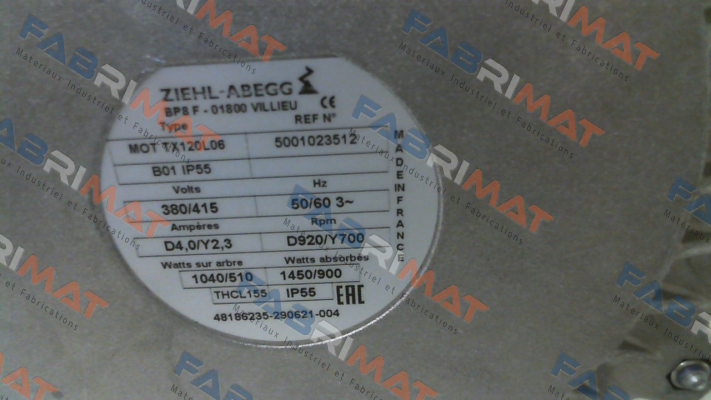 ZIEHL-ABEGG
BP8 F - 01800 VILLIEU CE
Type REF N°
MOT TX120L06 5001023512
B01 IP55
Volts Hz
380/415 50/60 3~
Ampères Rpm
D4,0/Y2,3 D920/Y700
Watts sur arbre Watts absorbés
1040/510 1450/900
THCL155 IP55 EAC
48186235-290621-004
MADE IN FRANCE
FABRIMAT
Materiaux Industriel et Fabrications